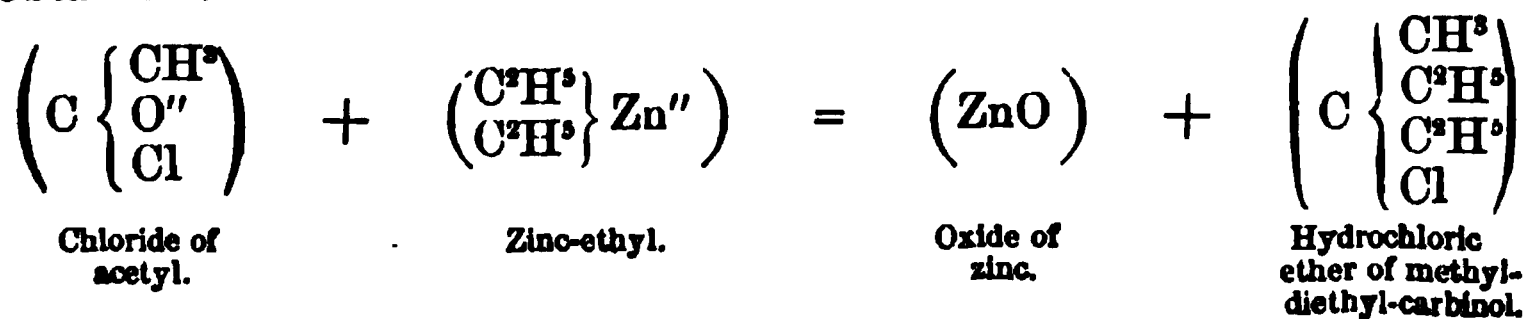 (C { CH³ O″ Cl) + (C²H⁵ C²H⁵} Zn″) = (ZnO) + (C { CH³ C²H⁵ C²H⁵ Cl)
Chloride of acetyl.
Zinc-ethyl.
Oxide of zinc.
Hydrochloric ether of methyl-diethyl-carbinol.